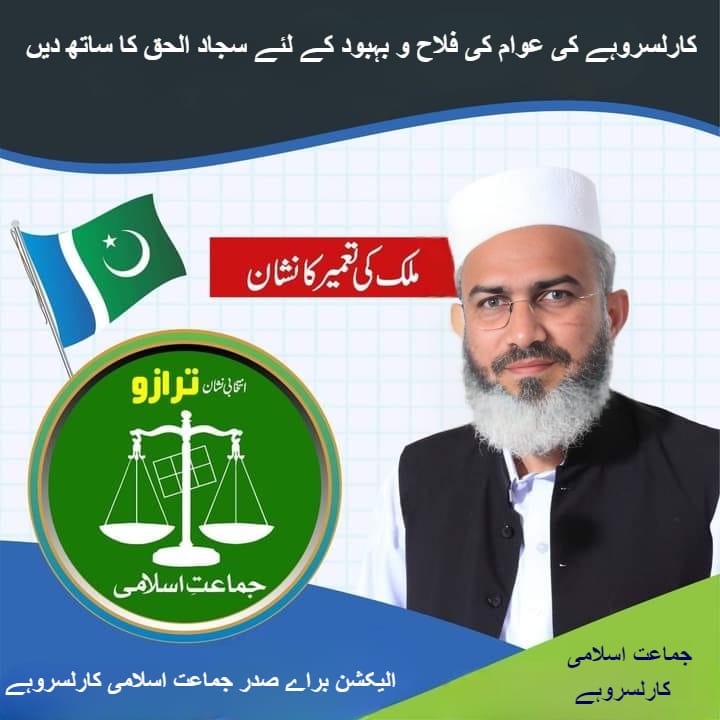 کارلسروہے کی عوام کی فلاح و بہبود کے لئے سجاد الحق کا ساتھ دیں
ملک کی تعمیر کا نشان
انتخابی نشان ترازو
جماعتِ اسلامی
جماعت اسلامی
کارلسروہے
الیکشن براے صدر جماعت اسلامی کارلسروہے